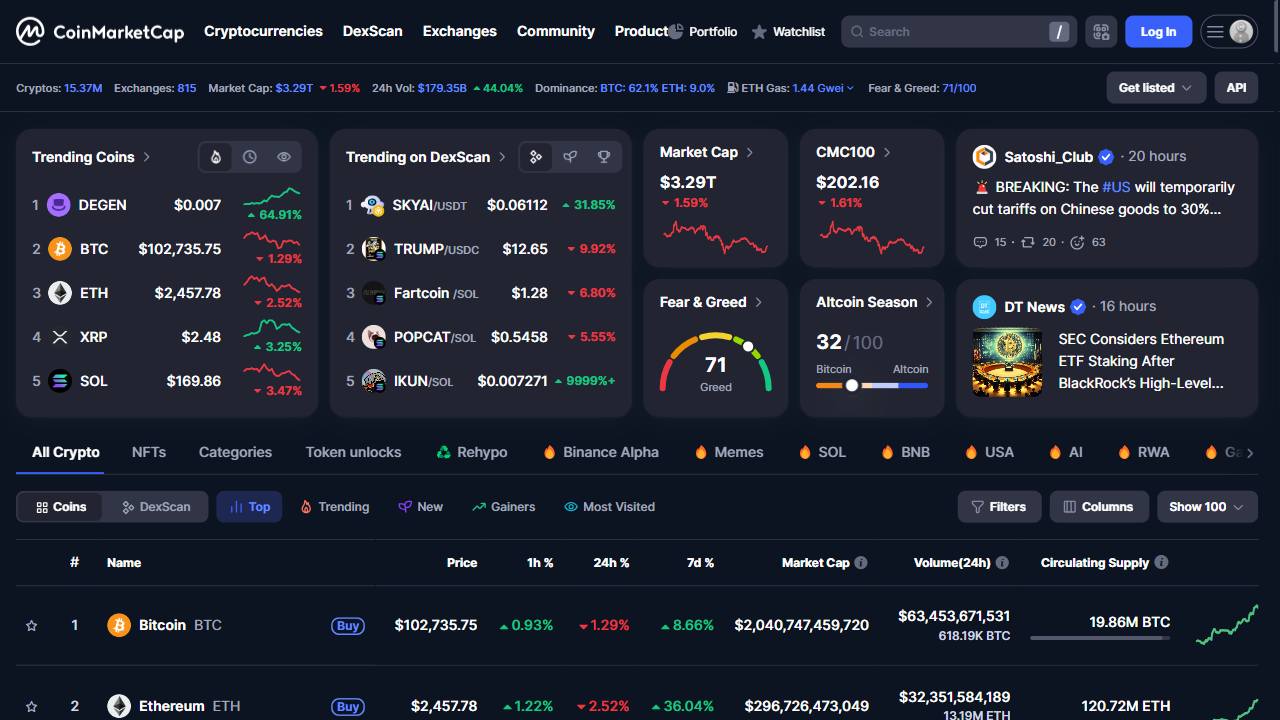 CoinMarketCap
Cryptocurrencies DexScan Exchanges Community Product Portfolio Watchlist Search / Log In
Cryptos: 15.37M Exchanges: 815 Market Cap: $3.29T 1.59% 24h Vol: $179.35B 44.04% Dominance: BTC: 62.1% ETH: 9.0% ETH Gas: 1.44 Gwei Fear & Greed: 71/100 Get listed API
Trending Coins
1 DEGEN $0.007 64.91%
2 BTC $102,735.75 1.29%
3 ETH $2,457.78 2.52%
4 XRP $2.48 3.25%
5 SOL $169.86 3.47%
Trending on DexScan
1 SKYAI/USDT $0.06112 31.85%
2 TRUMP/USDC $12.65 9.92%
3 Fartcoin /SOL $1.28 6.80%
4 POPCAT/SOL $0.5458 5.55%
5 IKUN/SOL $0.007271 9999%+
Market Cap
$3.29T
1.59%
CMC100
$202.16
1.61%
Fear & Greed
71
Greed
Altcoin Season
32/100
Bitcoin Altcoin
Satoshi_Club · 20 hours
🚨 BREAKING: The #US will temporarily
cut tariffs on Chinese goods to 30%...
15 · 20 · 63
DT News · 16 hours
SEC Considers Ethereum
ETF Staking After
BlackRock's High-Level...
All Crypto NFTs Categories Token unlocks Rehypo Binance Alpha Memes SOL BNB USA AI RWA Ga
Coins DexScan Top Trending New Gainers Most Visited Filters Columns Show 100
# Name Price 1h % 24h % 7d % Market Cap Volume(24h) Circulating Supply
1 Bitcoin BTC Buy $102,735.75 0.93% 1.29% 8.66% $2,040,747,459,720 $63,453,671,531 19.86M BTC
618.19K BTC
2 Ethereum ETH Buy $2,457.78 1.22% 2.52% 36.04% $296,726,473,049 $32,351,584,189 120.72M ETH
13.19M ETH